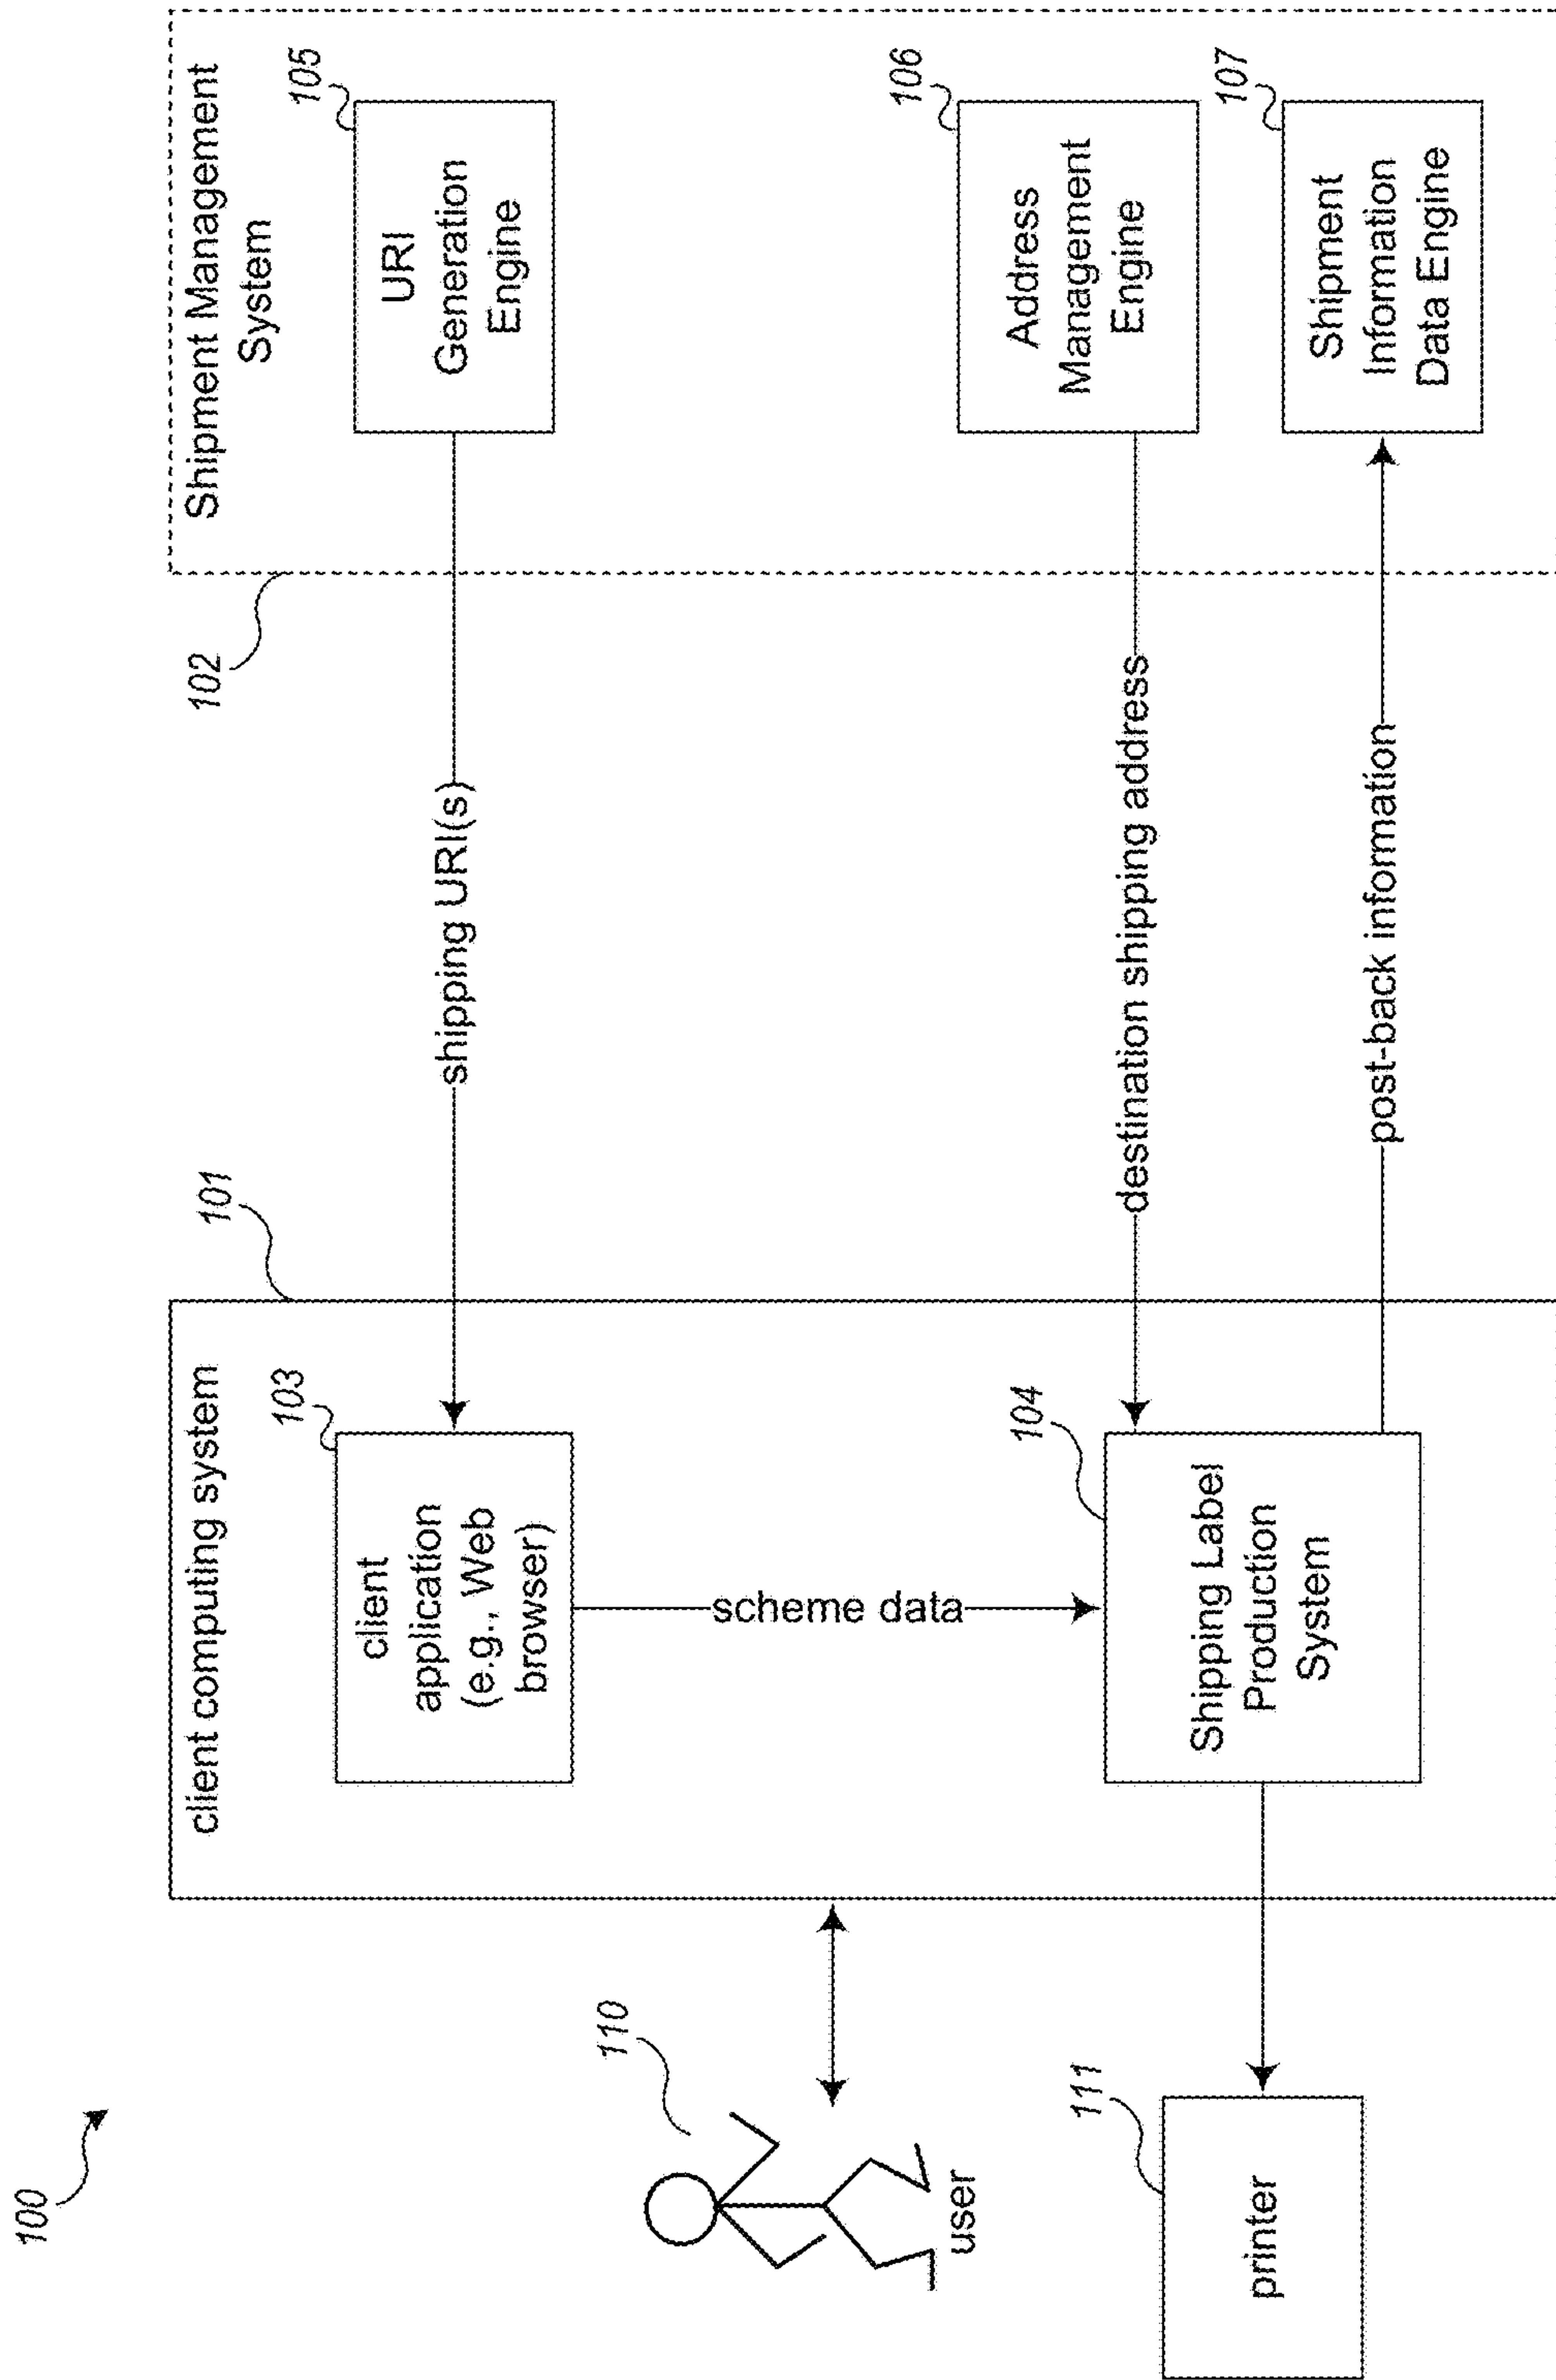 100
110
user
111
printer
101
client computing system
103
client
application
(e.g., Web
browser)
scheme data
104
Shipping Label
Production
System
shipping URI(s)
destination shipping address
post-back information
102
Shipment Management
System
105
URI
Generation
Engine
106
Address
Management
Engine
107
Shipment
Information
Data Engine